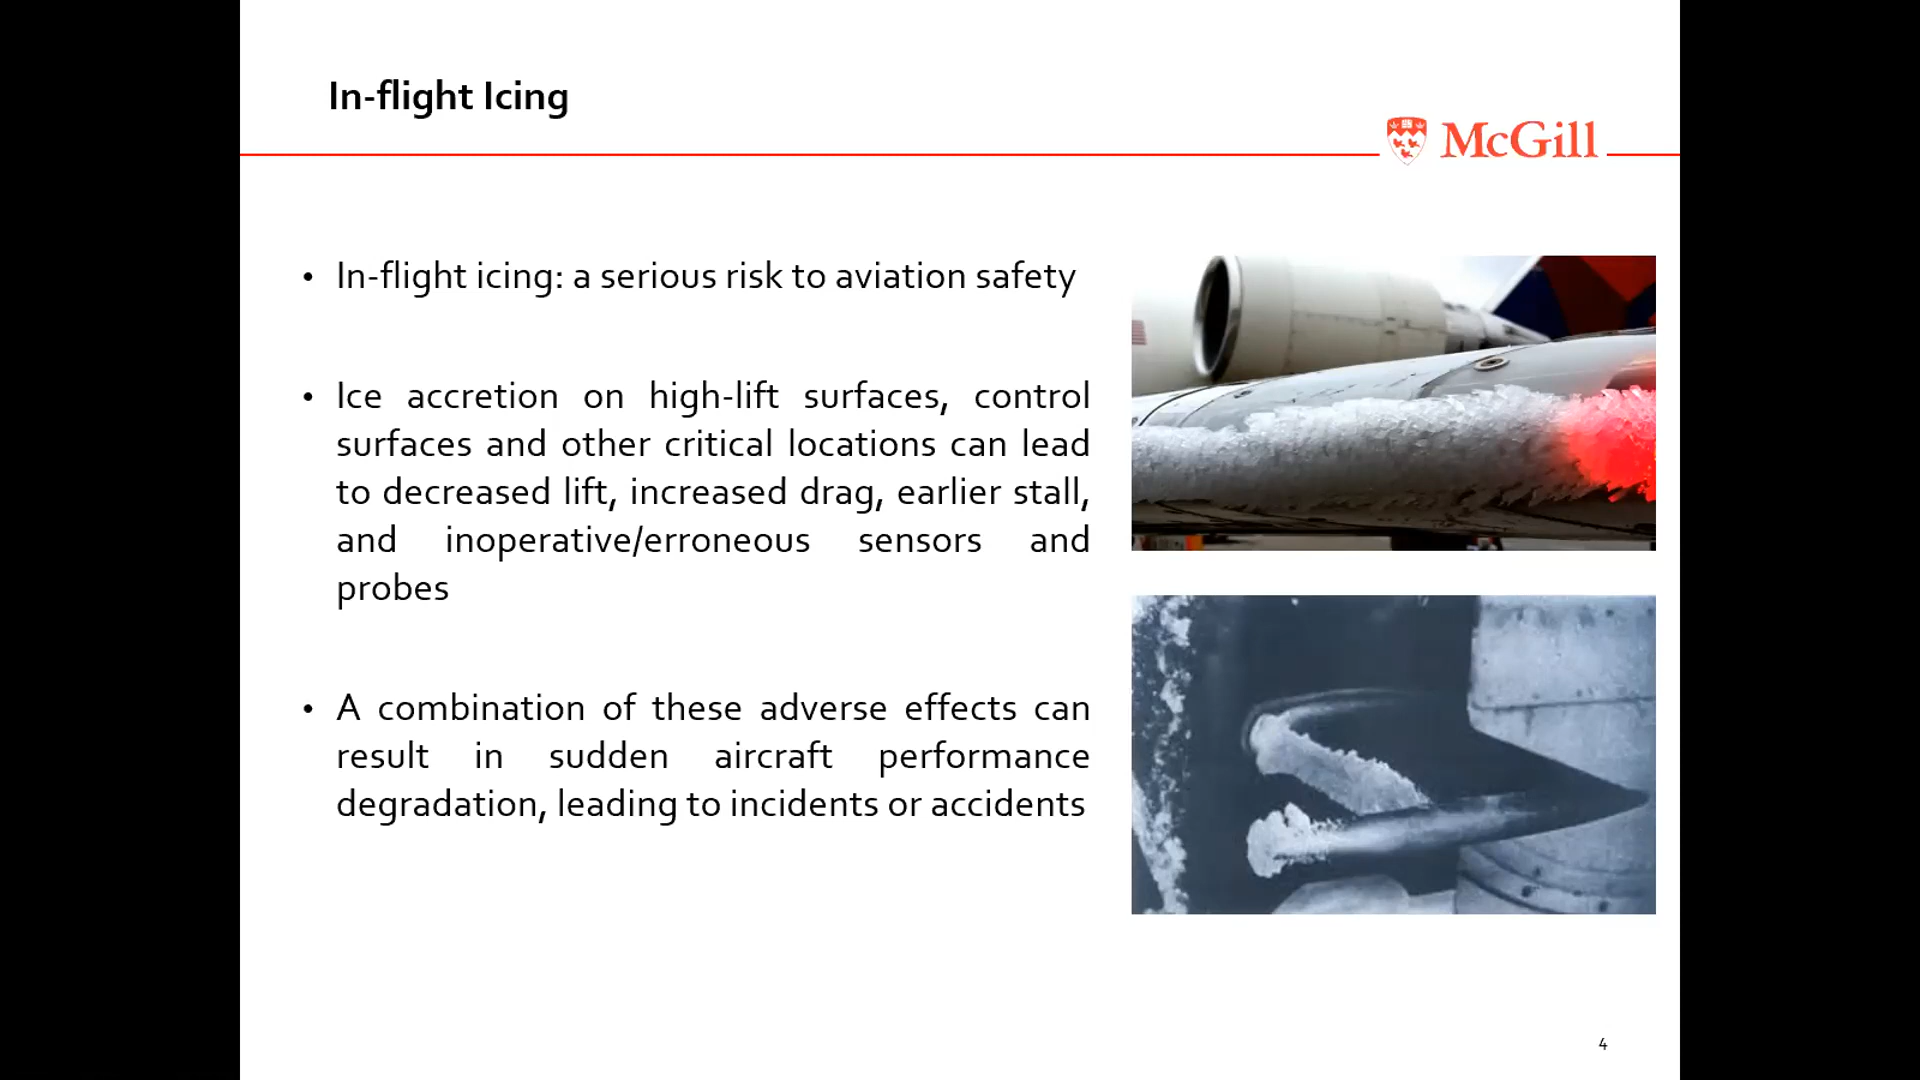 In-flight Icing
McGill
• In-flight icing: a serious risk to aviation safety
• Ice accretion on high-lift surfaces, control
surfaces and other critical locations can lead
to decreased lift, increased drag, earlier stall,
and inoperative/erroneous sensors and
probes
• A combination of these adverse effects can
result in sudden aircraft performance
degradation, leading to incidents or accidents
4